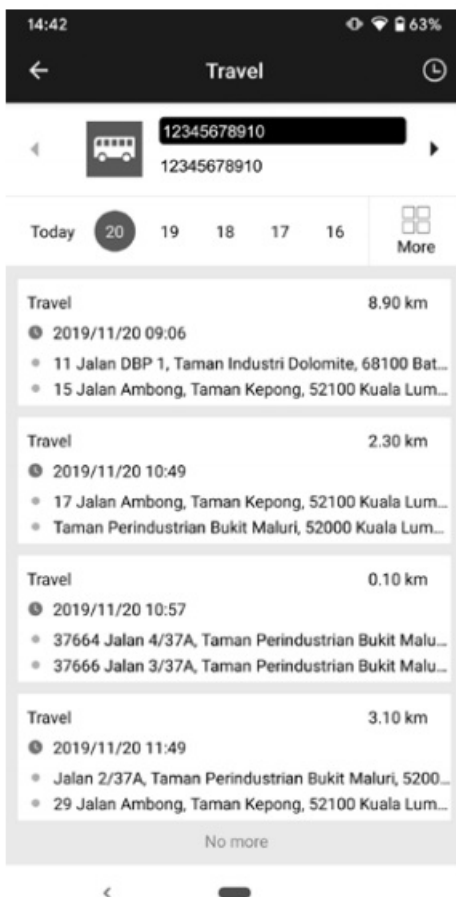 14:42 63%
Travel
12345678910
12345678910
Today 20 19 18 17 16 More
Travel 8.90 km
2019/11/20 09:06
11 Jalan DBP 1, Taman Industri Dolomite, 68100 Bat...
15 Jalan Ambong, Taman Kepong, 52100 Kuala Lum...
Travel 2.30 km
2019/11/20 10:49
17 Jalan Ambong, Taman Kepong, 52100 Kuala Lum...
Taman Perindustrian Bukit Maluri, 52000 Kuala Lum...
Travel 0.10 km
2019/11/20 10:57
37664 Jalan 4/37A, Taman Perindustrian Bukit Malu...
37666 Jalan 3/37A, Taman Perindustrian Bukit Malu...
Travel 3.10 km
2019/11/20 11:49
Jalan 2/37A, Taman Perindustrian Bukit Maluri, 5200...
29 Jalan Ambong, Taman Kepong, 52100 Kuala Lum...
No more